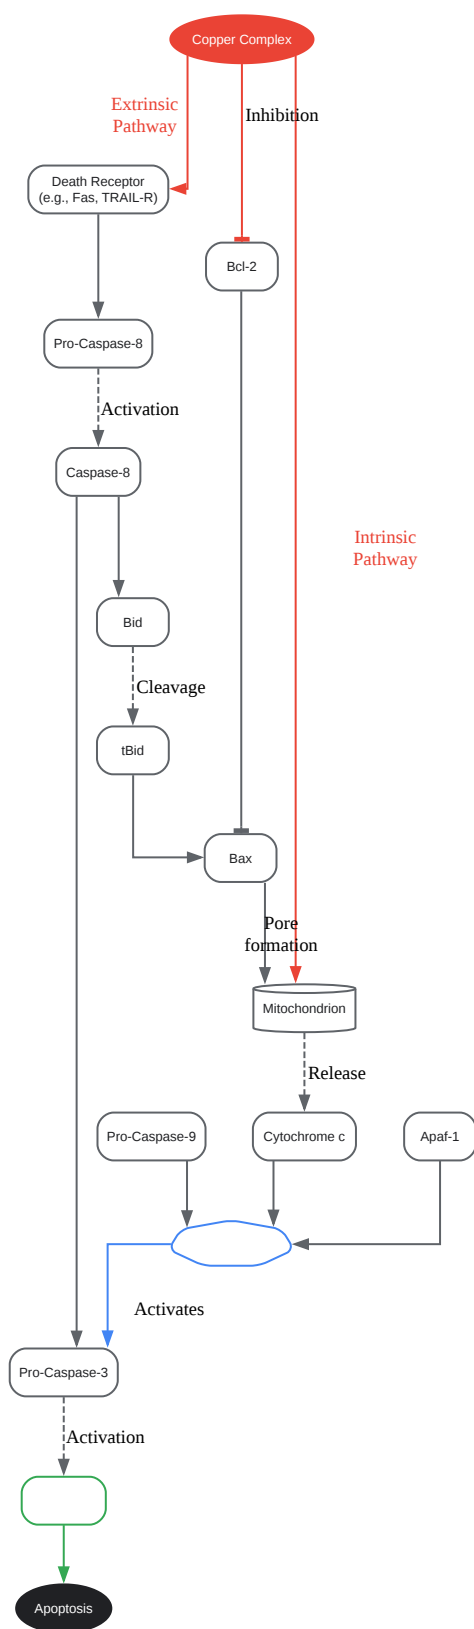 Copper Complex
Extrinsic
Pathway
Inhibition
Death Receptor
(e.g., Fas, TRAIL-R)
Bcl-2
Pro-Caspase-8
Activation
Caspase-8
Intrinsic
Pathway
Bid
Cleavage
tBid
Bax
Pore
formation
Mitochondrion
Release
Pro-Caspase-9
Cytochrome c
Apaf-1
Activates
Pro-Caspase-3
Activation
Apoptosis